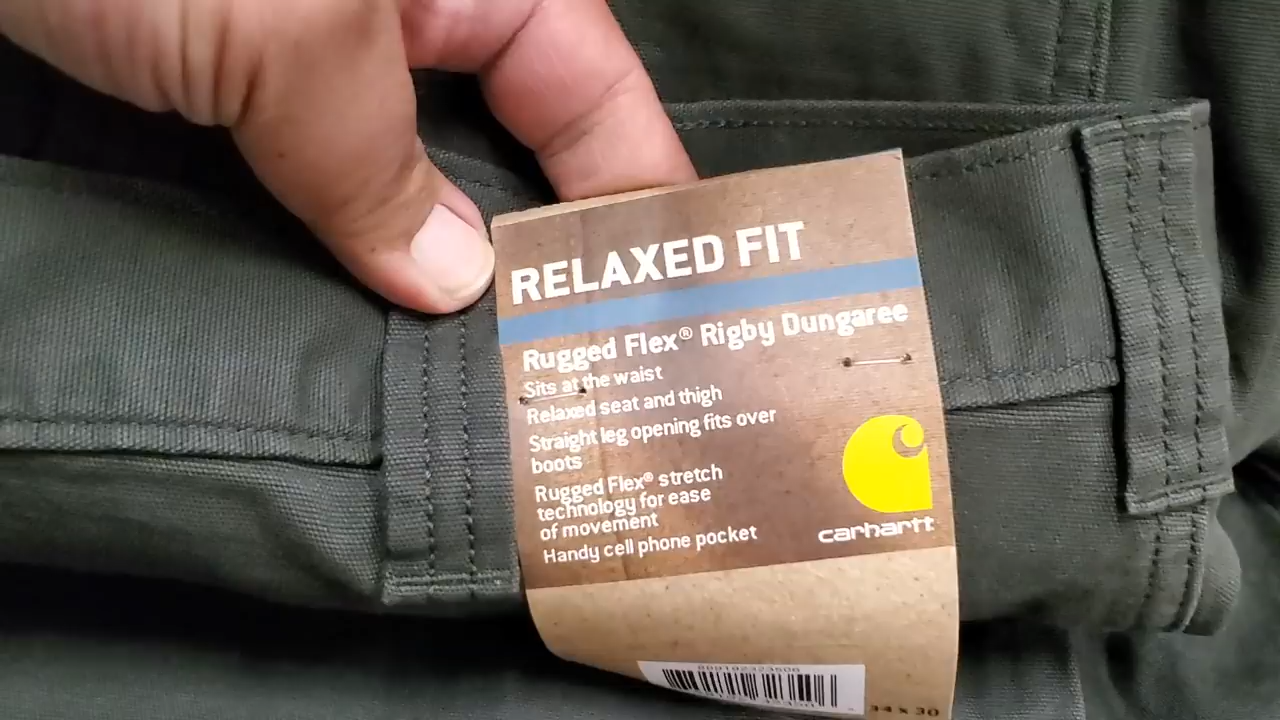 RELAXED FIT
Rugged Flex® Rigby Dungaree
Sits at the waist
Relaxed seat and thigh
Straight leg opening fits over
boots
Rugged Flex® stretch
technology for ease
of movement
Handy cell phone pocket
carhartt
34 x 30